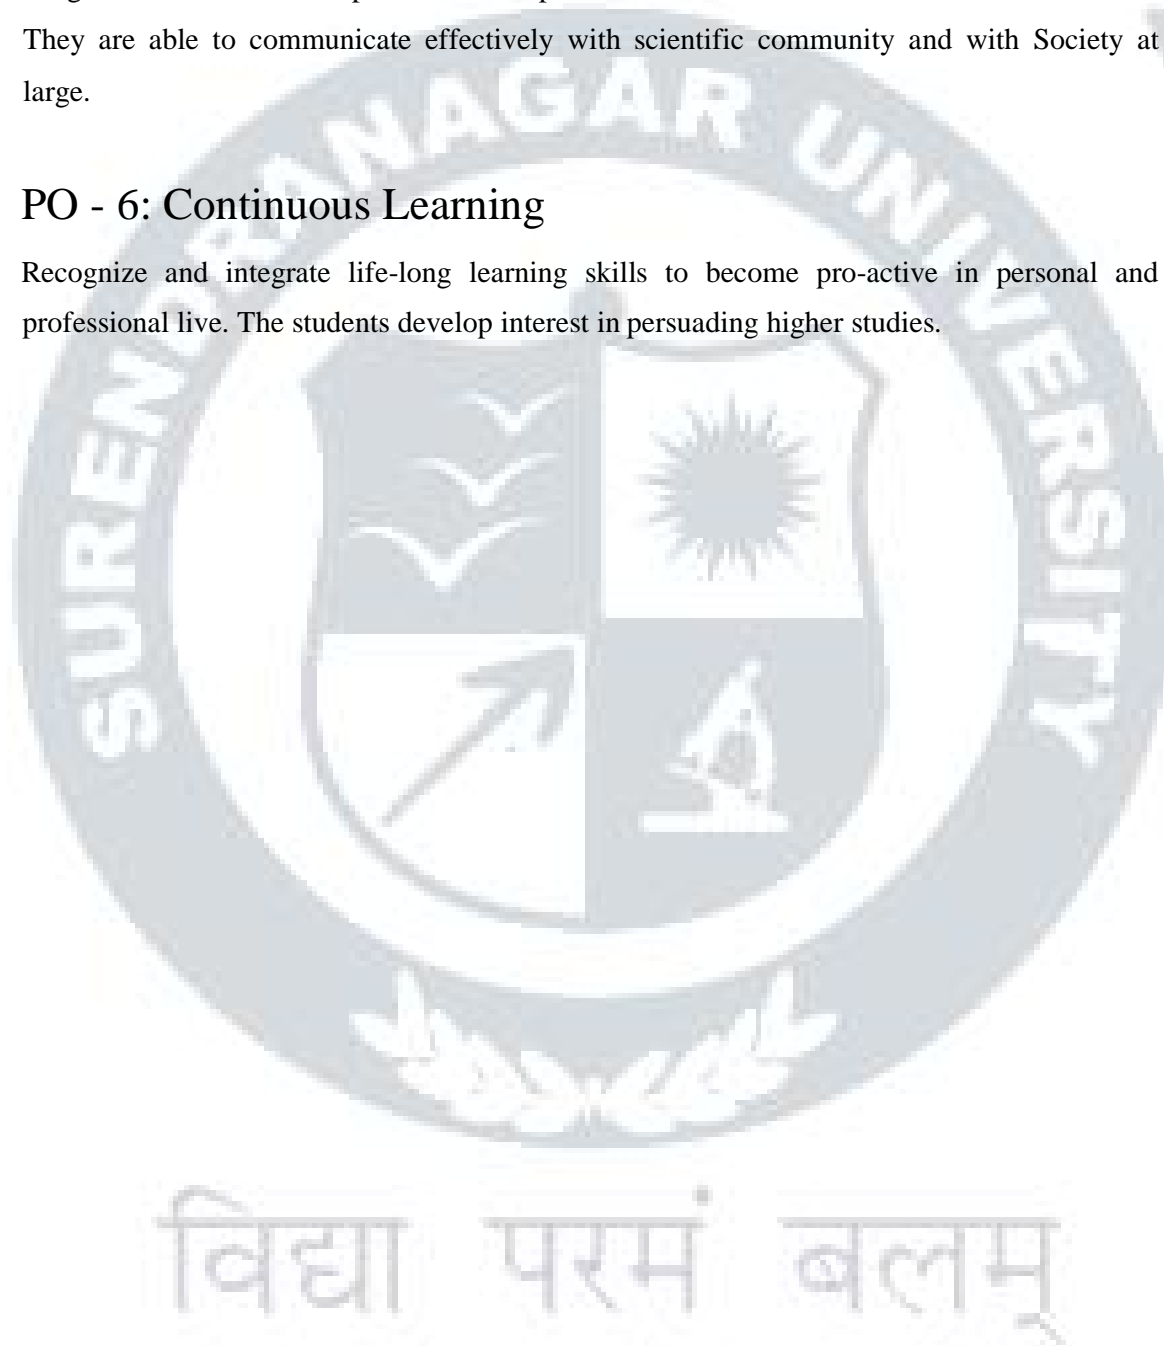 They are able to communicate effectively with scientific community and with Society at
large.
PO - 6: Continuous Learning
Recognize and integrate life-long learning skills to become pro-active in personal and
professional live. The students develop interest in persuading higher studies.
SURENDRANAGAR UNIVERSITY
विद्या परमं बलम्